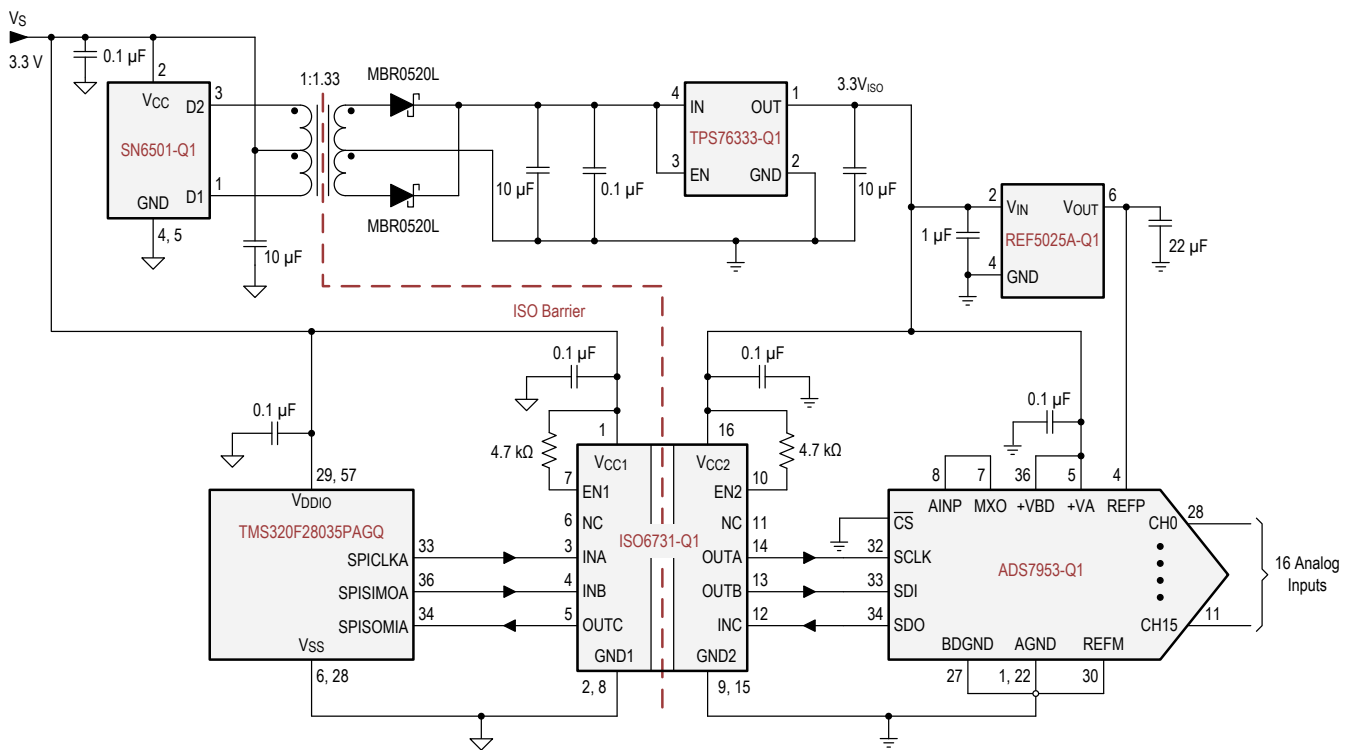 VS
3.3 V
0.1 µF
2
VCC
D2
3
SN6501-Q1
D1
1
GND
4, 5
10 µF
1:1.33
MBR0520L
MBR0520L
10 µF
0.1 µF
4
IN
OUT
1
TPS76333-Q1
3
EN
GND
2
3.3VISO
10 µF
2
VIN
VOUT
6
REF5025A-Q1
1 µF
4
GND
22 µF
ISO Barrier
0.1 µF
0.1 µF
0.1 µF
0.1 µF
4.7 kΩ
4.7 kΩ
29, 57
VDDIO
TMS320F28035PAGQ
SPICLKA
33
SPISIMOA
36
SPISOMIA
34
VSS
6, 28
1
16
VCC1
VCC2
7
EN1
EN2
10
6
NC
NC
11
ISO6731-Q1
3
INA
OUTA
14
4
INB
OUTB
13
5
OUTC
INC
12
GND1
GND2
2, 8
9, 15
8
7
36
5
4
AINP
MXO
+VBD
+VA
REFP
CS
32
SCLK
33
SDI
34
SDO
ADS7953-Q1
CH0
28
CH15
11
16 Analog
Inputs
BDGND
AGND
REFM
27
1, 22
30